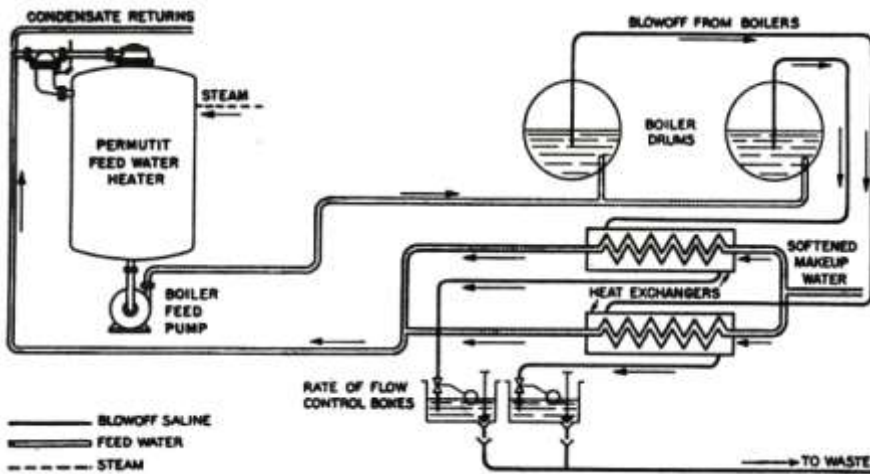 CONDENSATE RETURNS
BLOWOFF FROM BOILERS
STEAM
PERMUTIT
FEED WATER
HEATER
BOILER
DRUMS
SOFTENED
MAKEUP
WATER
HEAT EXCHANGERS
BOILER
FEED
PUMP
RATE OF FLOW
CONTROL BOXES
BLOWOFF SALINE
FEED WATER
STEAM
TO WASTE